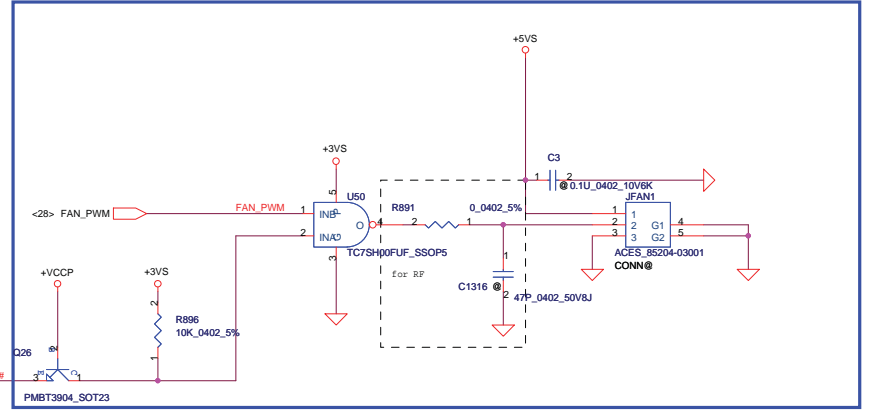 +5VS
+3VS
C3
1
2
@
0.1U_0402_10V6K
JFAN1
U50
R891
0_0402_5%
<28>
FAN_PWM
FAN_PWM
1
INB
P
5
O
4
2
1
1
2
3
1
2
3
G1
G2
4
5
2
INA
G
3
TC7SH00FUF_SSOP5
ACES_85204-03001
CONN@
for RF
1
C1316
@
2
47P_0402_50V8J
+VCCP
+3VS
2
R896
10K_0402_5%
1
Q26
B
2
#
3
E
C
1
PMBT3904_SOT23